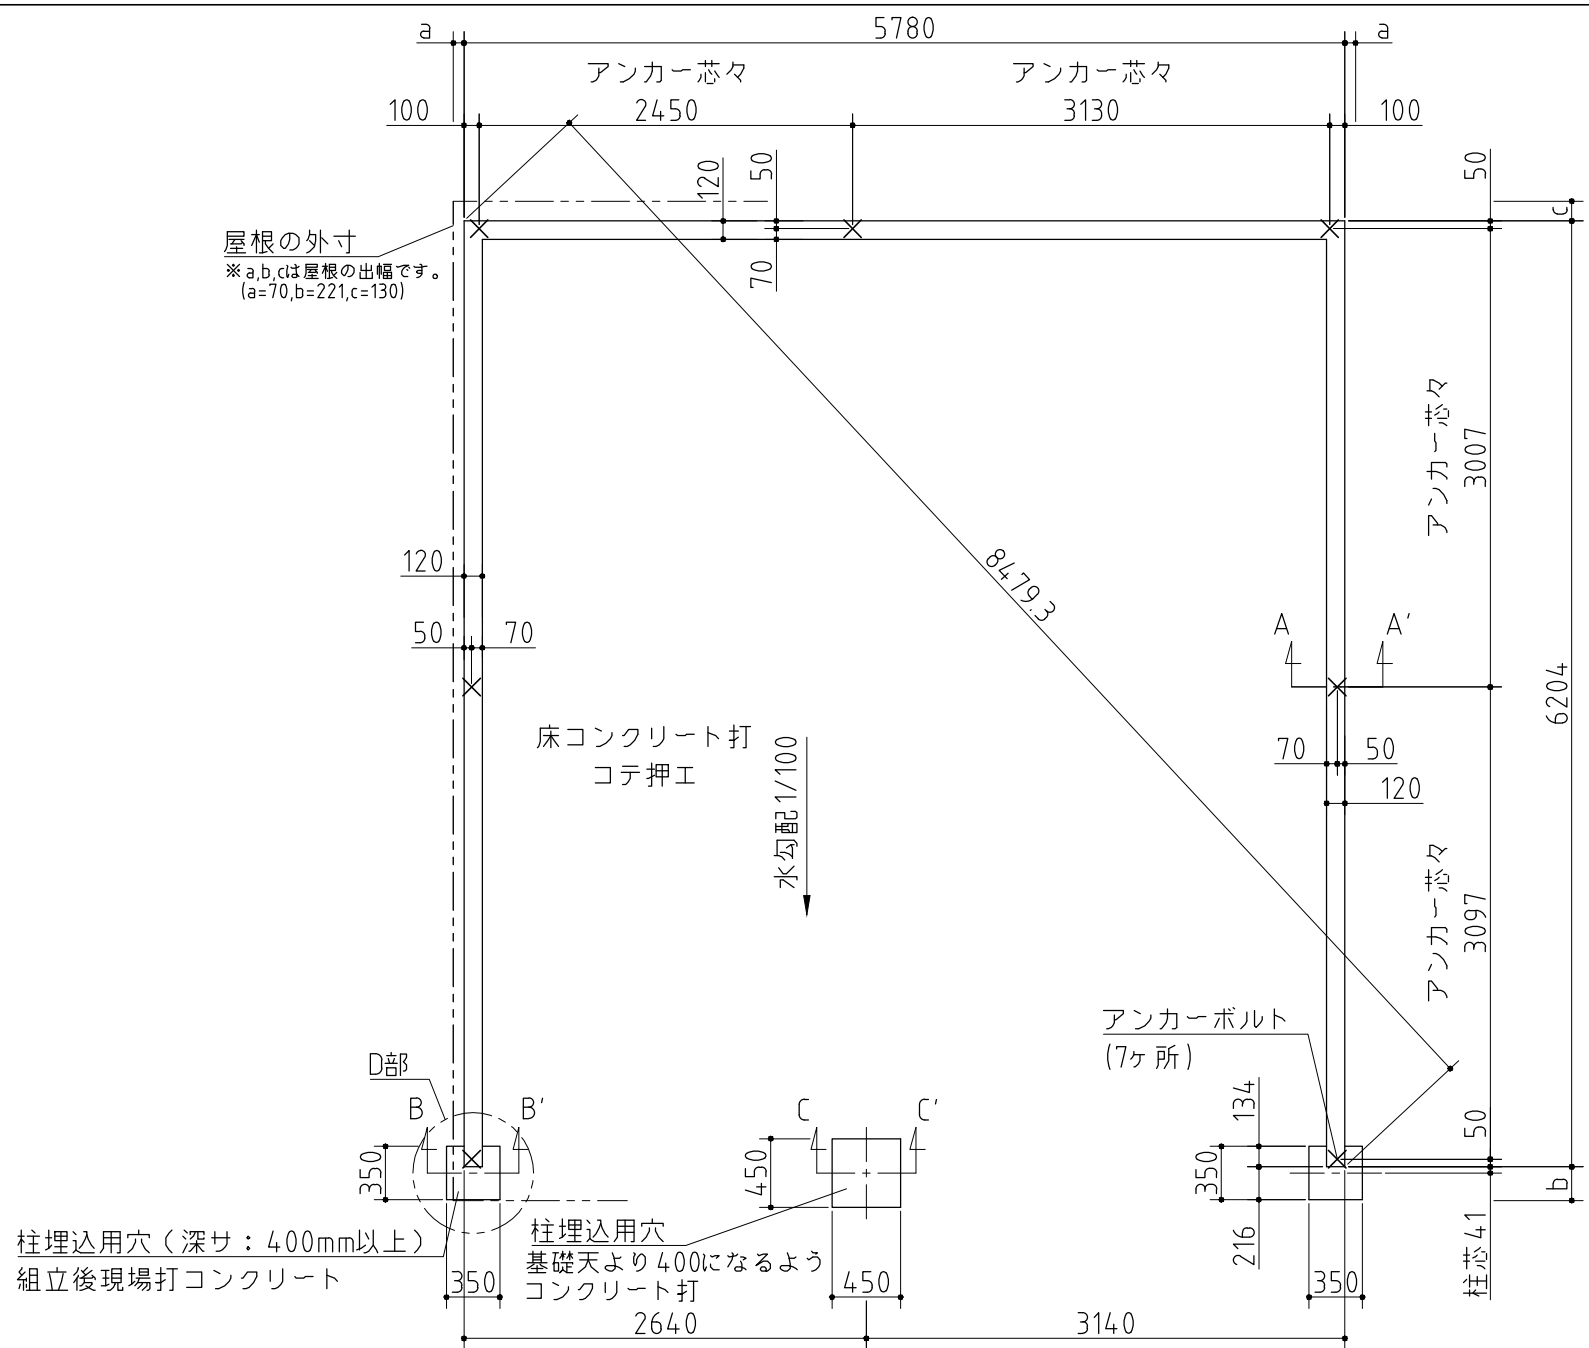 a
5780
a
アンカー芯々
アンカー芯々
100
2450
3130
100
120
50
50
c
屋根の外寸
※a,b,cは屋根の出幅です。
(a=70,b=221,c=130)
70
アンカー芯々
3007
120
8479.3
50
70
A
A'
6204
床コンクリート打
コテ押エ
水勾配1/100
70
50
120
アンカー芯々
3097
アンカーボルト
(7ヶ所)
D部
B
B'
C
C'
134
50
350
450
350
b
216
柱芯41
柱埋込用穴(深サ:400mm以上)
組立後現場打コンクリート
柱埋込用穴
基礎天より400になるよう
コンクリート打
350
450
350
2640
3140